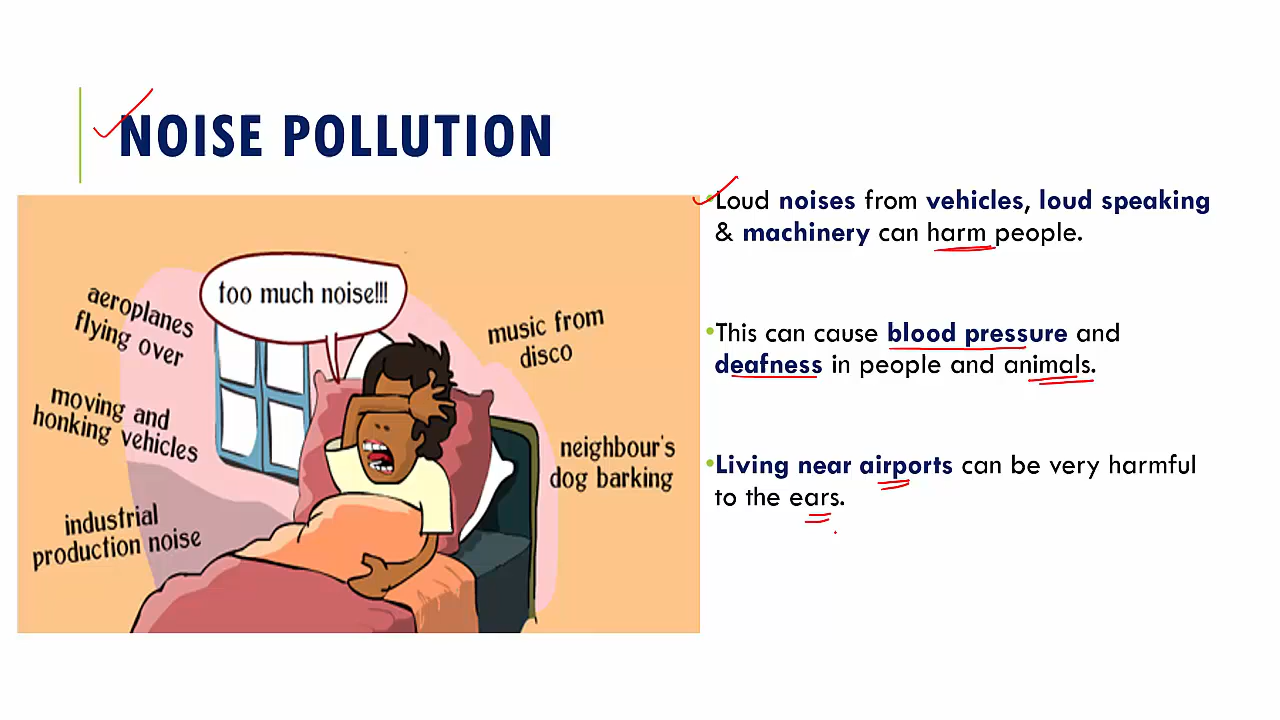 NOISE POLLUTION
too much noise!!!
aeroplanes
flying over
moving and
honking vehicles
industrial
production noise
music from
disco
neighbour's
dog barking
•Loud noises from vehicles, loud speaking
& machinery can harm people.
•This can cause blood pressure and
deafness in people and animals.
•Living near airports can be very harmful
to the ears.